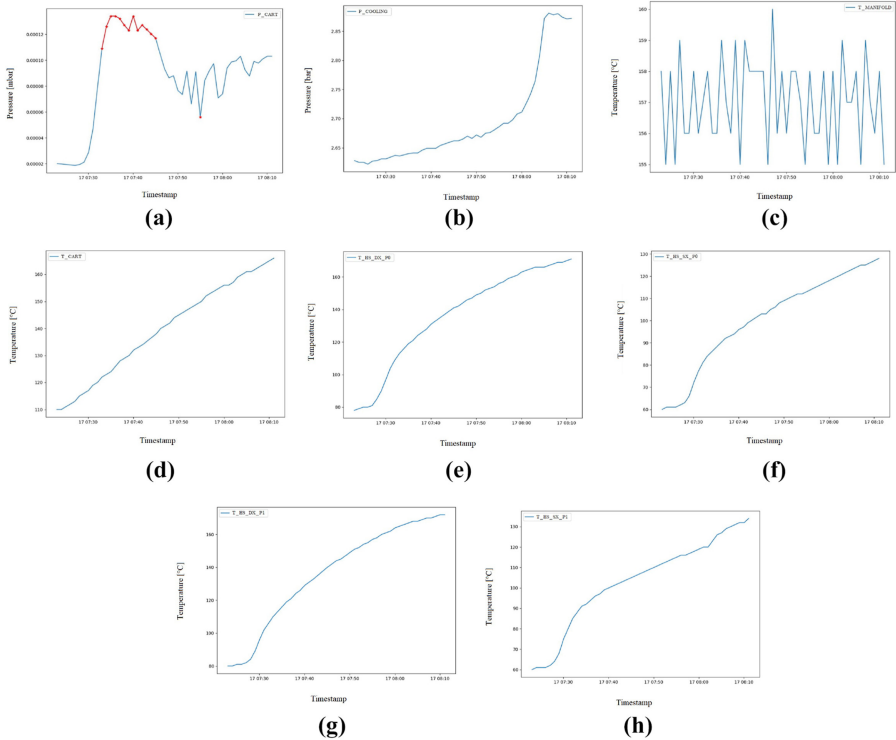 P_CART
0.00012
0.00010
0.00008
0.00006
0.00004
0.00002
Pressure [mbar]
17 07:30 17 07:40 17 07:50 17 08:00 17 08:10
Timestamp
(a)
P_COOLING
2.85
2.80
2.75
2.70
2.65
Pressure [bar]
17 07:30 17 07:40 17 07:50 17 08:00 17 08:10
Timestamp
(b)
T_MANIFOLD
160
159
158
157
156
155
Temperature [°C]
17 07:30 17 07:40 17 07:50 17 08:00 17 08:10
Timestamp
(c)
T_CART
160
150
140
130
120
110
Temperature [°C]
17 07:30 17 07:40 17 07:50 17 08:00 17 08:10
Timestamp
(d)
T_HS_DX_P0
160
140
120
100
80
Temperature [°C]
17 07:30 17 07:40 17 07:50 17 08:00 17 08:10
Timestamp
(e)
T_HS_SX_P0
130
120
110
100
90
80
70
60
Temperature [°C]
17 07:30 17 07:40 17 07:50 17 08:00 17 08:10
Timestamp
(f)
T_HS_DX_P1
160
140
120
100
80
Temperature [°C]
17 07:30 17 07:40 17 07:50 17 08:00 17 08:10
Timestamp
(g)
T_HS_SX_P1
130
120
110
100
90
80
70
60
Temperature [°C]
17 07:30 17 07:40 17 07:50 17 08:00 17 08:10
Timestamp
(h)